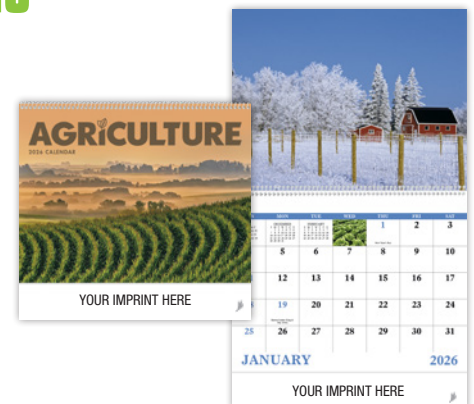 AGRICULTURE
2026 CALENDAR
YOUR IMPRINT HERE
MON TUE WED THU FRI SAT
1 2 3
5 6 7 8 9 10
12 13 14 15 16 17
19 20 21 22 23 24
25 26 27 28 29 30 31
JANUARY 2026
YOUR IMPRINT HERE